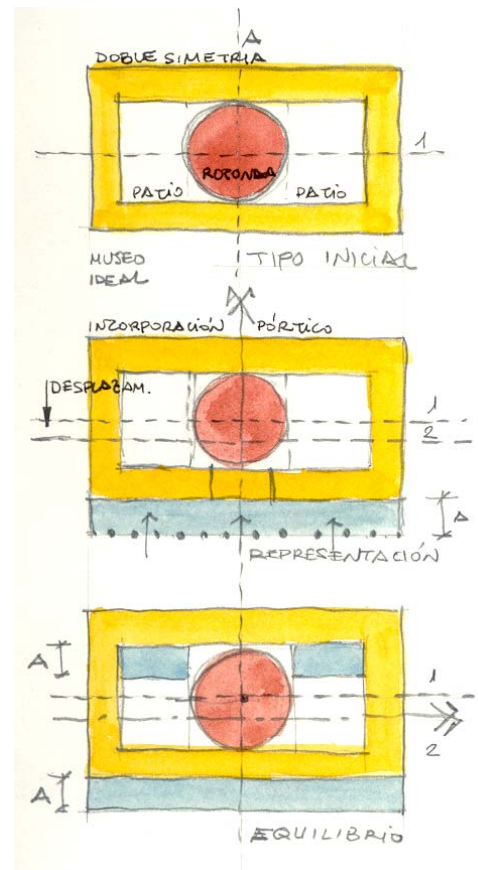 A
DOBLE SIMETRIA
1
ROTONDA
PATIO PATIO
MUSEO IDEAL
TIPO INICIAL
INCORPORACIÓN PÓRTICO
DESPLAZAM.
1
2
A
REPRESENTACIÓN
A
1
2
A
EQUILIBRIO